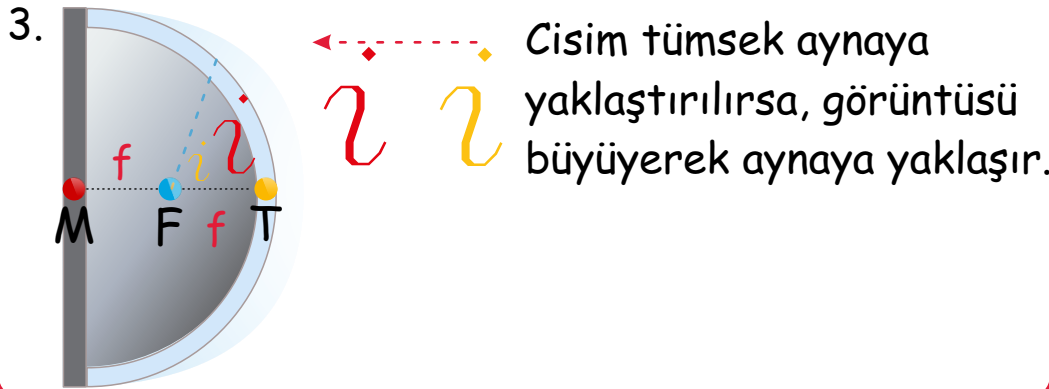 3.
Cisim tümsek aynaya
yaklaştırılırsa, görüntüsü
büyüyerek aynaya yaklaşır.
i i
i i
f
M F f T